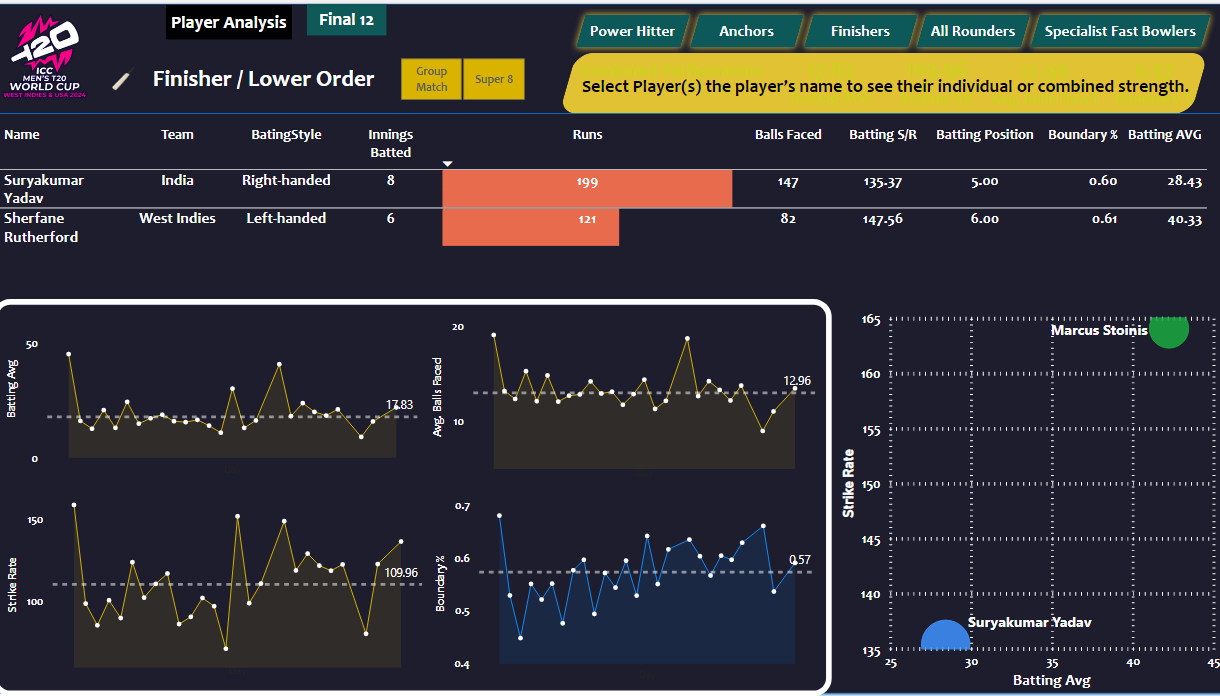 Player Analysis
Final 12
Power Hitter
Anchors
Finishers
All Rounders
Specialist Fast Bowlers
T20
ICC
MEN'S T20
WORLD CUP
WEST INDIES & USA 2024
Finisher / Lower Order
Group
Match
Super 8
Select Player(s) the player's name to see their individual or combined strength.
Name Team BatingStyle Innings Batted Runs Balls Faced Batting S/R Batting Position Boundary % Batting AVG
Suryakumar Yadav India Right-handed 8 199 147 135.37 5.00 0.60 28.43
Sherfane Rutherford West Indies Left-handed 6 121 82 147.56 6.00 0.61 40.33
Batting Avg
50
0
17.83
Avg. Balls Faced
20
10
12.96
Strike Rate
150
100
109.96
Boundary%
0.7
0.6
0.5
0.4
0.57
Strike Rate
165
160
155
150
145
140
135
Marcus Stoinis
Suryakumar Yadav
25 30 35 40 45
Batting Avg